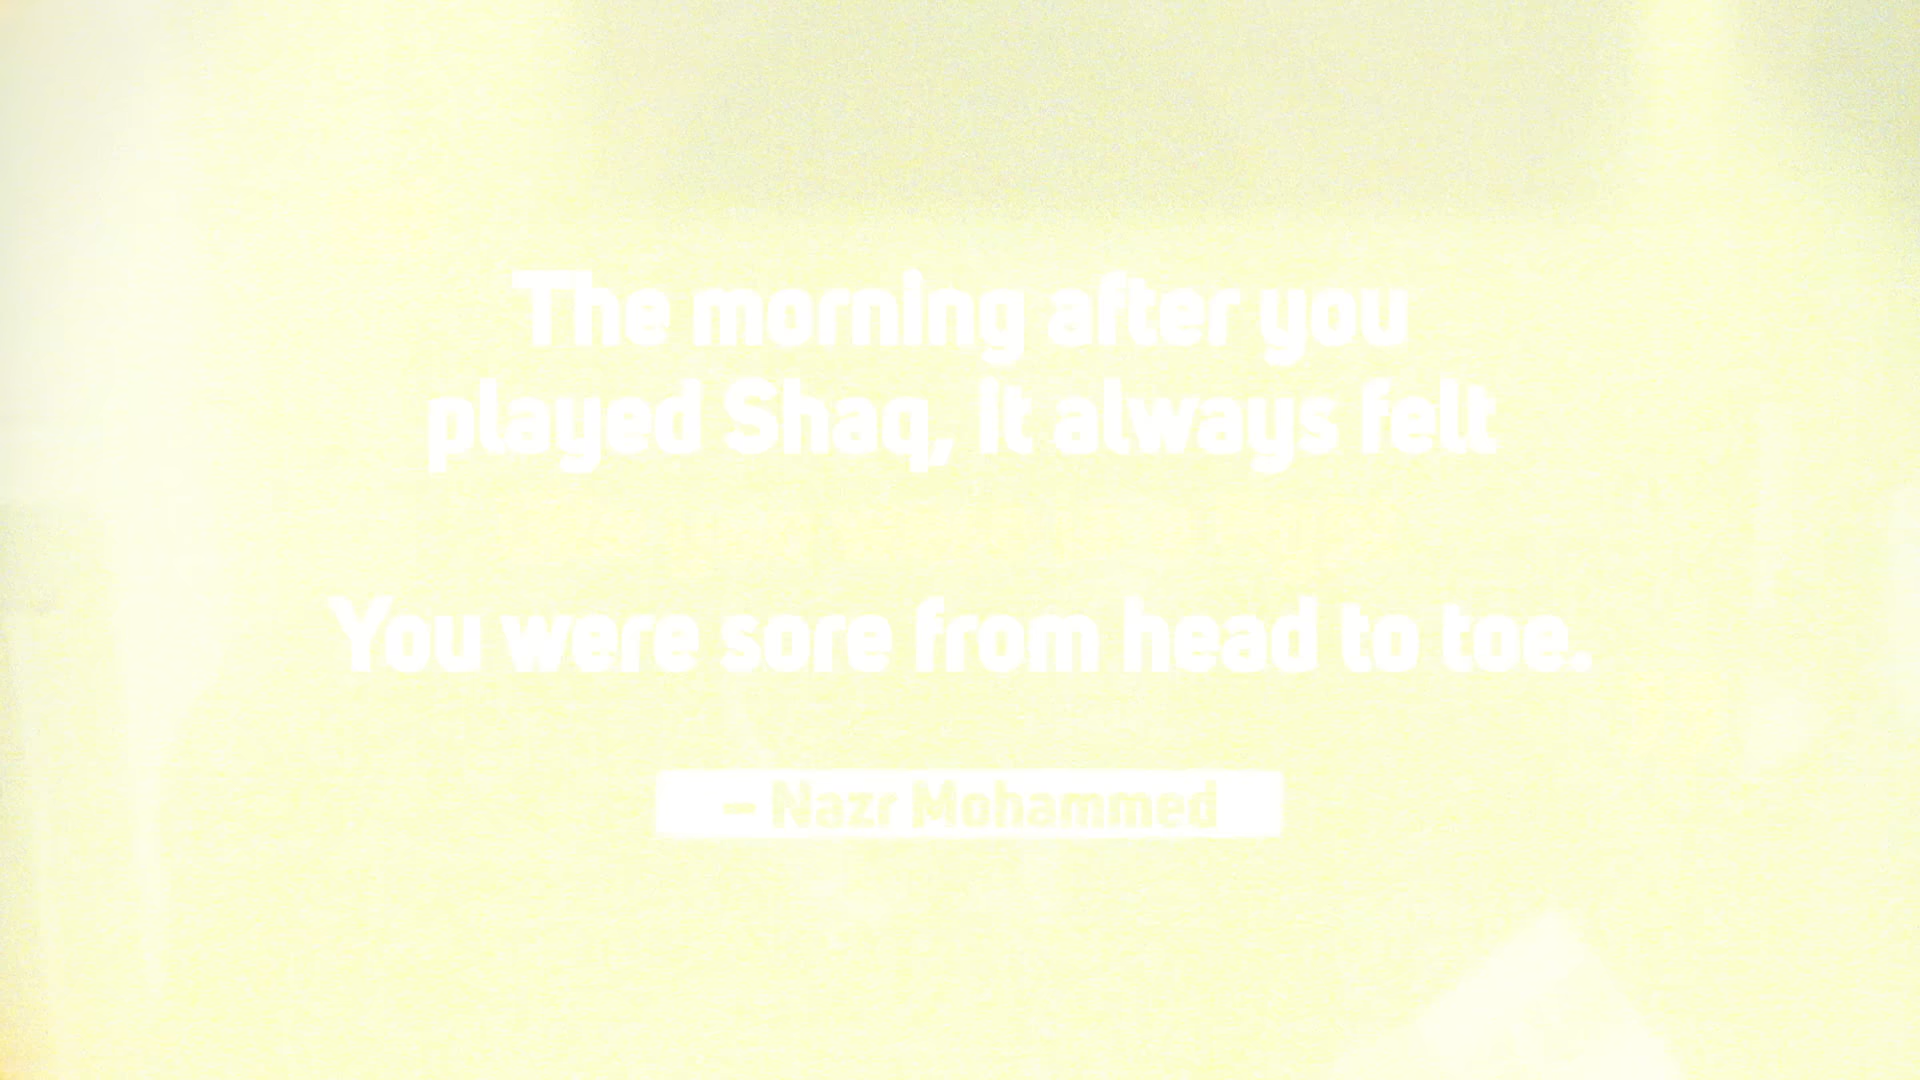 The morning after you
played Shaq, it always felt
You were sore from head to toe.
– Nazr Mohammed